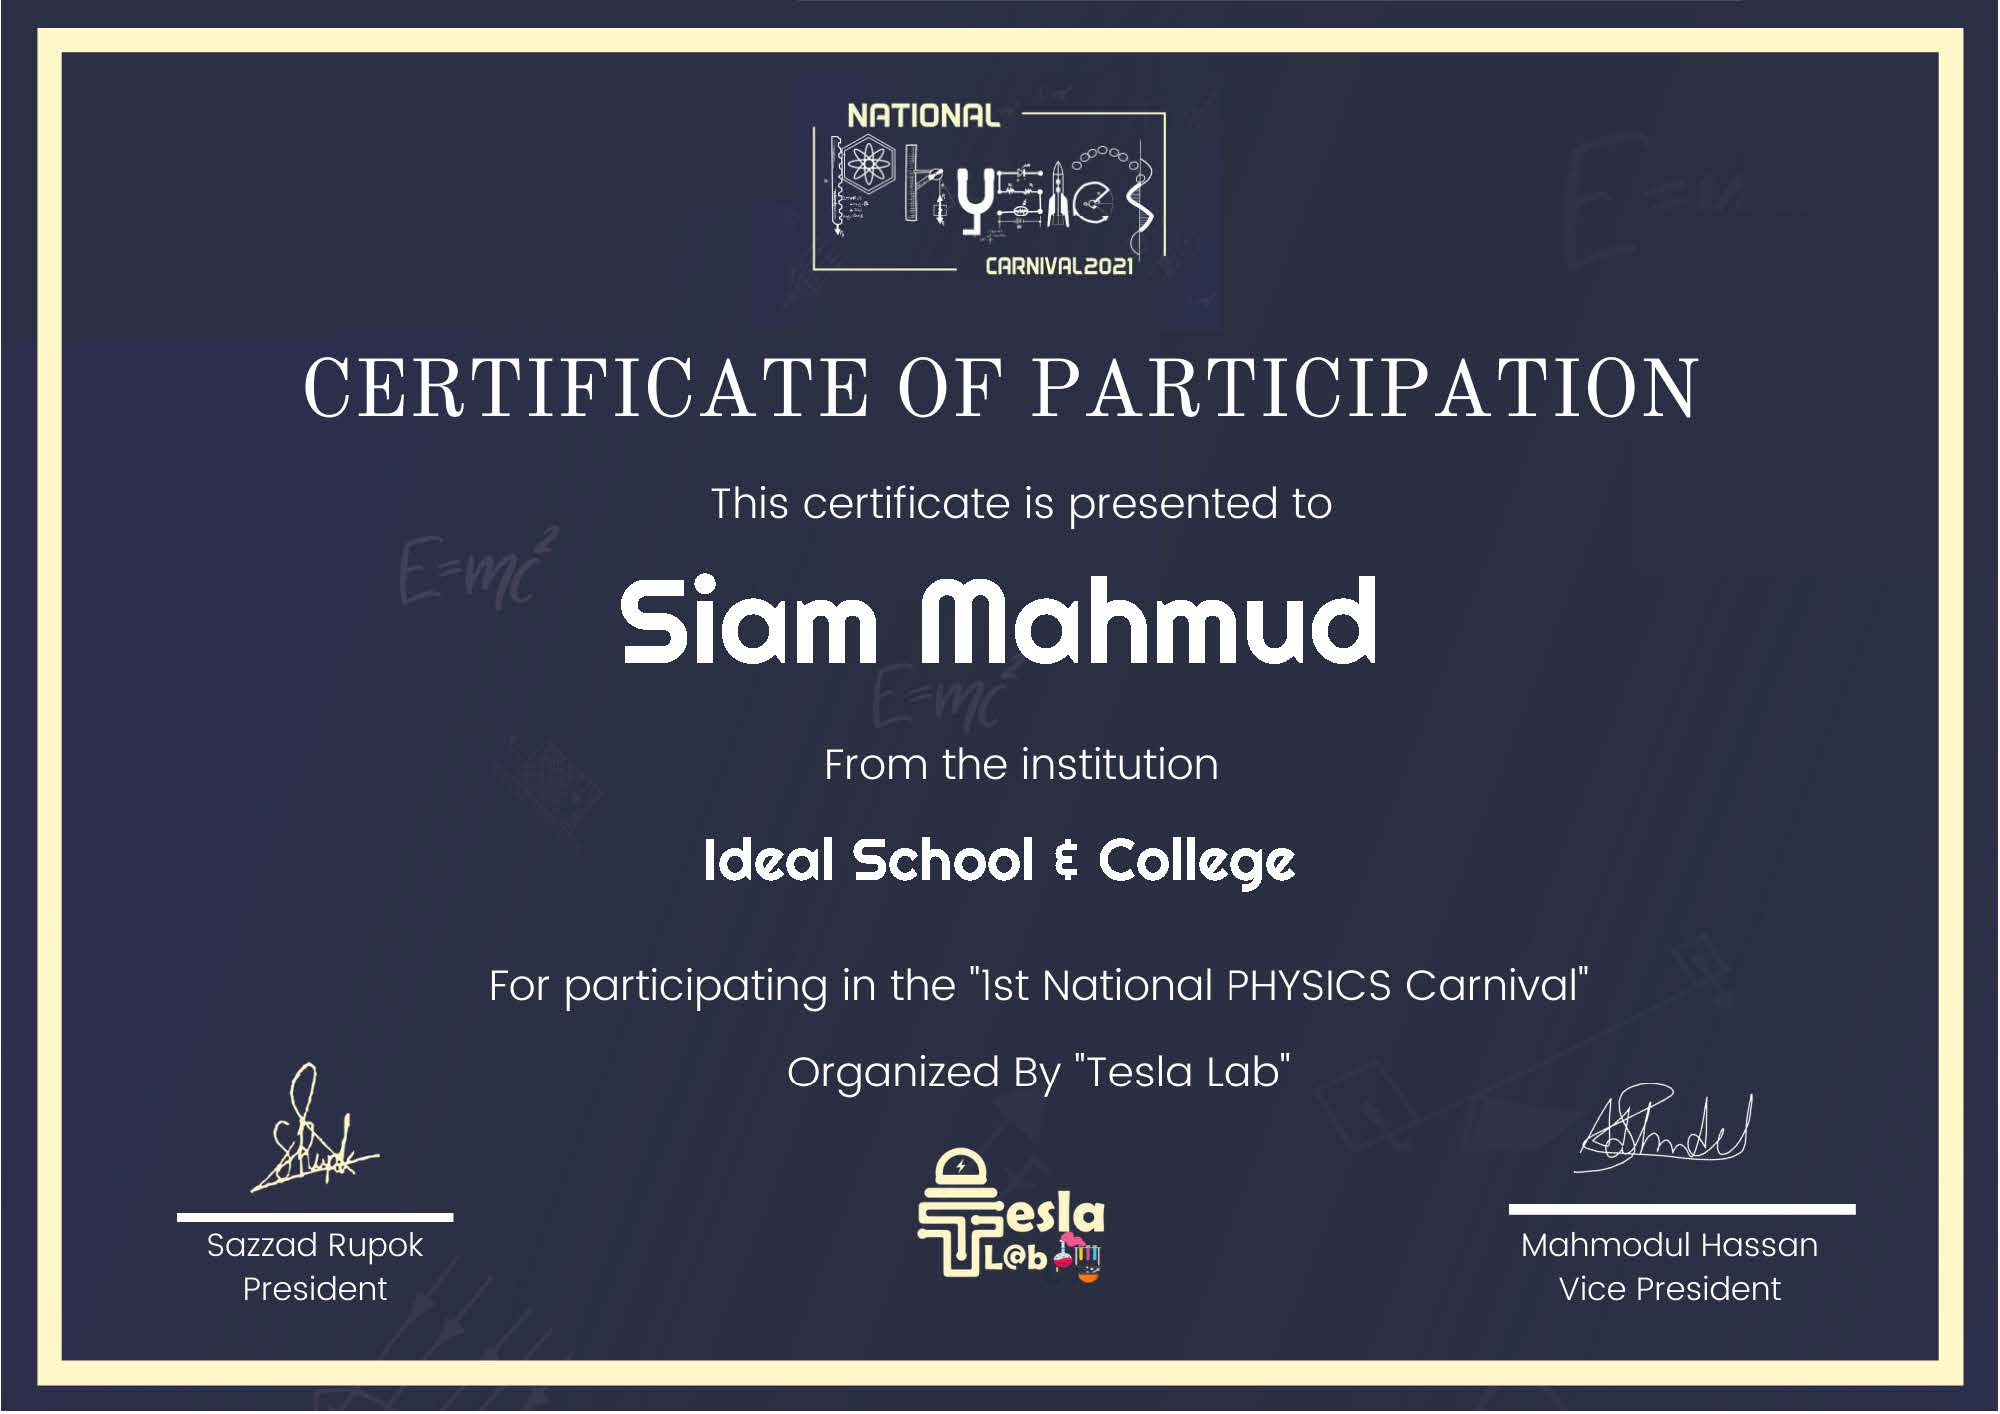 NATIONAL
Physics
CARNIVAL2021
CERTIFICATE OF PARTICIPATION
This certificate is presented to
E=mc²
Siam Mahmud
E=mc²
From the institution
Ideal School & College
For participating in the "1st National PHYSICS Carnival"
Organized By "Tesla Lab"
Tesla
L@b
Sazzad Rupok
President
Mahmodul Hassan
Vice President